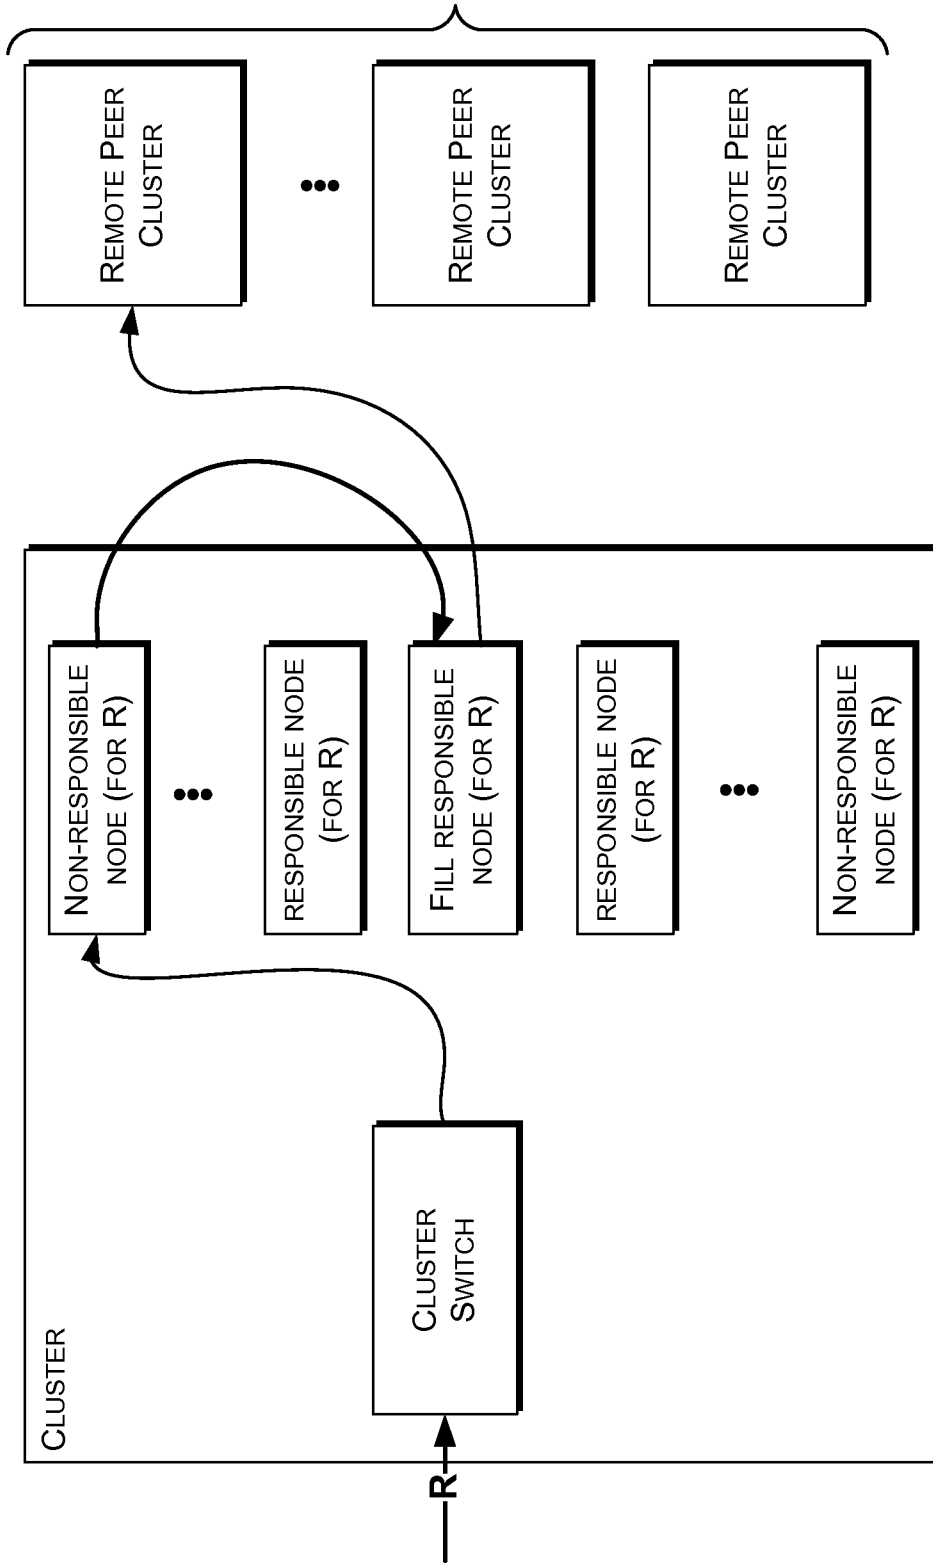 CLUSTER
R
CLUSTER
SWITCH
NON-RESPONSIBLE
NODE (FOR R)
RESPONSIBLE NODE
(FOR R)
FILL RESPONSIBLE
NODE (FOR R)
RESPONSIBLE NODE
(FOR R)
NON-RESPONSIBLE
NODE (FOR R)
REMOTE PEER
CLUSTER
REMOTE PEER
CLUSTER
REMOTE PEER
CLUSTER